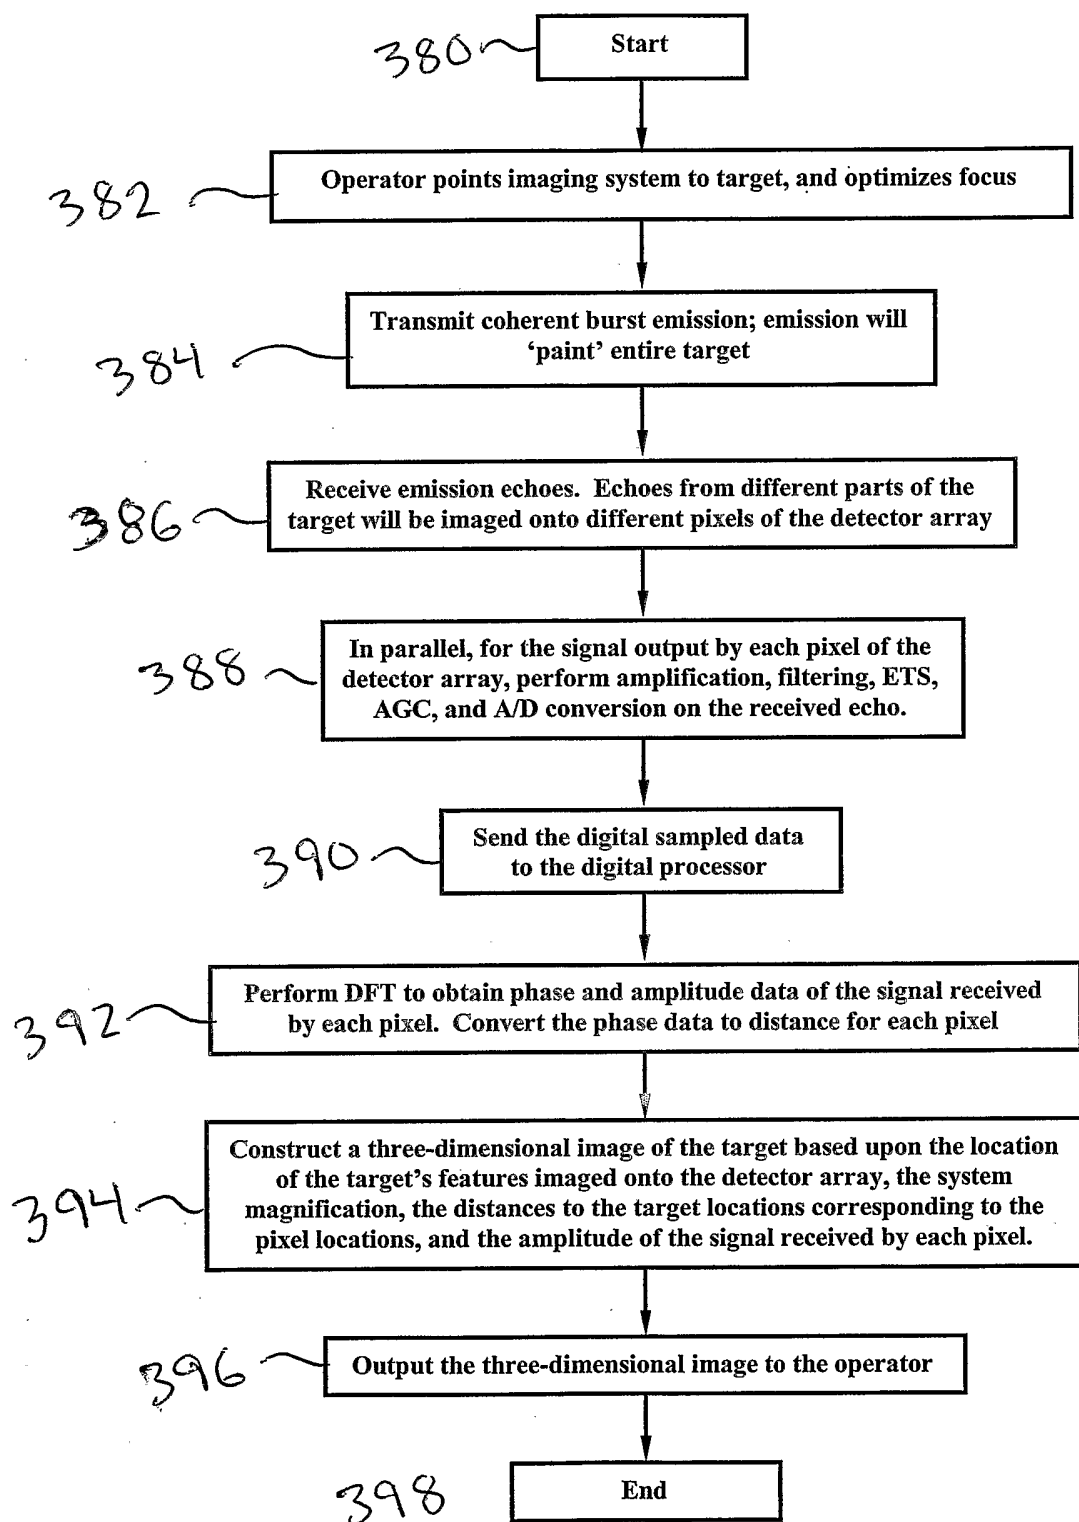 380
Start
382
Operator points imaging system to target, and optimizes focus
384
Transmit coherent burst emission; emission will
‘paint’ entire target
386
Receive emission echoes. Echoes from different parts of the
target will be imaged onto different pixels of the detector array
388
In parallel, for the signal output by each pixel of the
detector array, perform amplification, filtering, ETS,
AGC, and A/D conversion on the received echo.
390
Send the digital sampled data
to the digital processor
392
Perform DFT to obtain phase and amplitude data of the signal received
by each pixel. Convert the phase data to distance for each pixel
394
Construct a three-dimensional image of the target based upon the location
of the target’s features imaged onto the detector array, the system
magnification, the distances to the target locations corresponding to the
pixel locations, and the amplitude of the signal received by each pixel.
396
Output the three-dimensional image to the operator
398
End